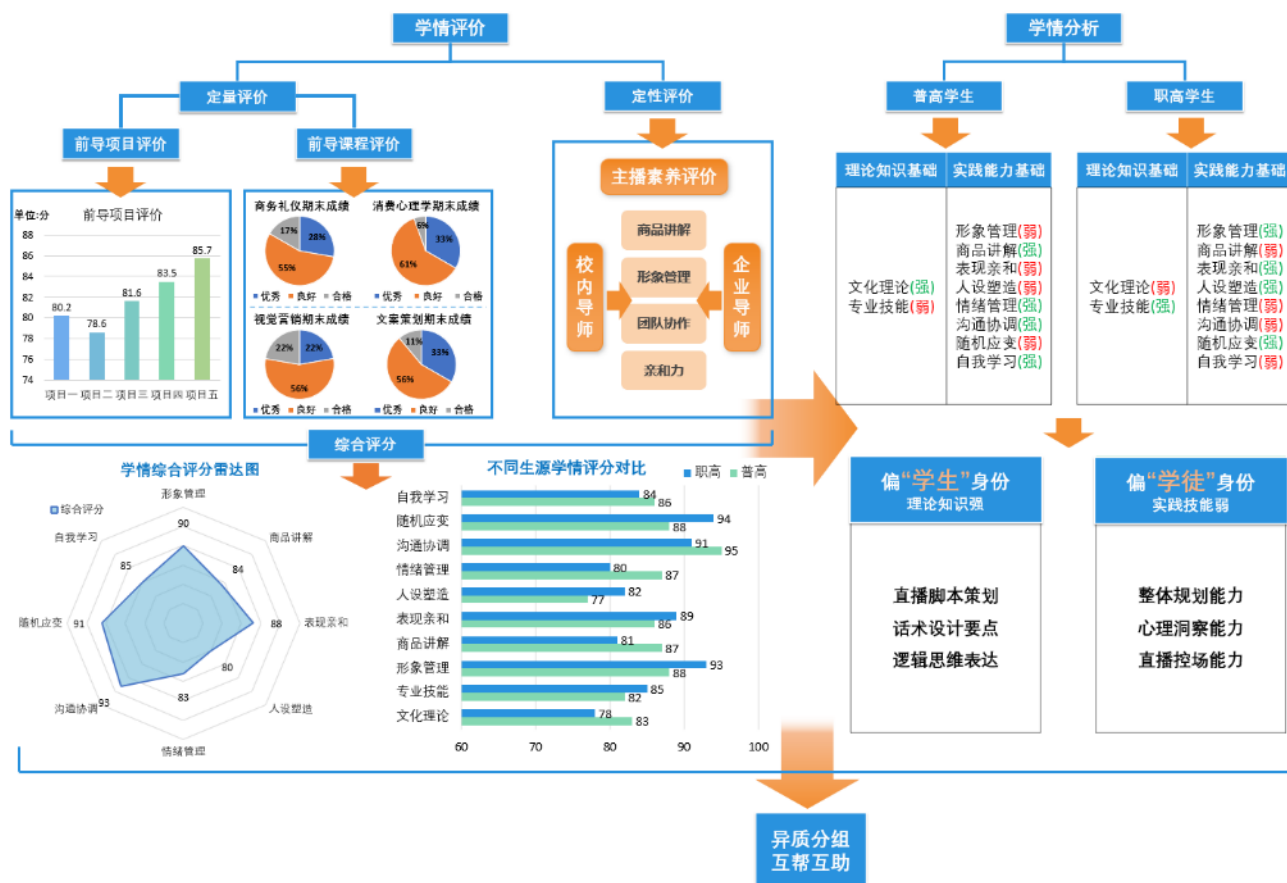 学情评价
定量评价
定性评价
前导项目评价
前导课程评价
单位:分
前导项目评价
88
86
84
82
80
78
76
74
80.2
78.6
81.6
83.5
85.7
项目一 项目二 项目三 项目四 项目五
商务礼仪期末成绩
17%
28%
55%
优秀 良好 合格
消费心理学期末成绩
6%
33%
61%
优秀 良好 合格
视觉营销期末成绩
22%
22%
56%
优秀 良好 合格
文案策划期末成绩
11%
33%
56%
优秀 良好 合格
主播素养评价
校内导师
商品讲解
形象管理
团队协作
亲和力
企业导师
综合评分
学情综合评分雷达图
综合评分
形象管理
90
商品讲解
84
表现亲和
88
人设塑造
80
情绪管理
83
沟通协调
93
随机应变
91
自我学习
85
不同生源学情评分对比
职高 普高
自我学习
84
86
随机应变
94
88
沟通协调
91
95
情绪管理
80
87
人设塑造
82
77
表现亲和
89
86
商品讲解
81
87
形象管理
93
88
专业技能
85
82
文化理论
78
83
60 70 80 90 100
学情分析
普高学生
理论知识基础 实践能力基础
文化理论(强)
专业技能(弱)
形象管理(弱)
商品讲解(强)
表现亲和(弱)
人设塑造(弱)
情绪管理(强)
沟通协调(强)
随机应变(弱)
自我学习(强)
职高学生
理论知识基础 实践能力基础
文化理论(弱)
专业技能(强)
形象管理(强)
商品讲解(弱)
表现亲和(强)
人设塑造(强)
情绪管理(弱)
沟通协调(弱)
随机应变(强)
自我学习(弱)
偏“学生”身份
理论知识强
直播脚本策划
话术设计要点
逻辑思维表达
偏“学徒”身份
实践技能弱
整体规划能力
心理洞察能力
直播控场能力
异质分组
互帮互助